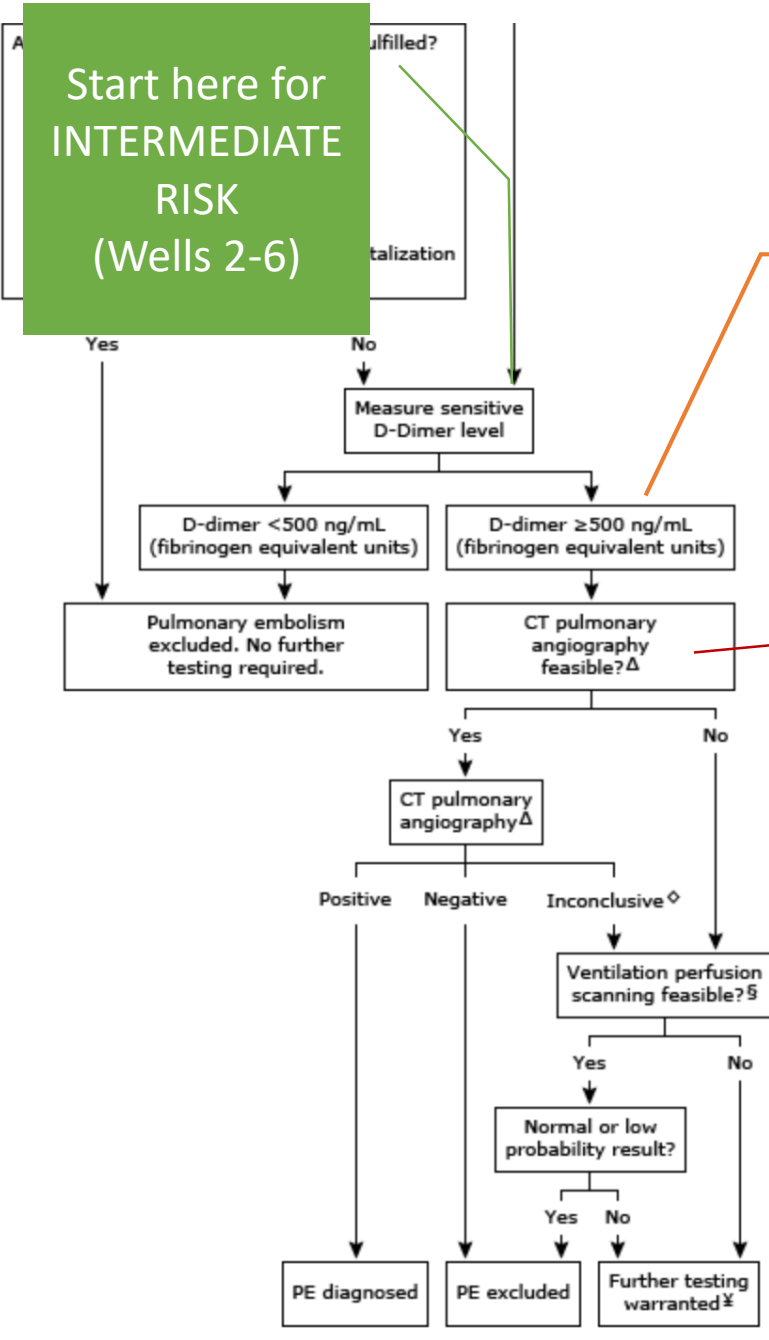 A
ulfilled?
Start here for
INTERMEDIATE
RISK
(Wells 2-6)
talization
Yes
No
Measure sensitive
D-Dimer level
D-dimer <500 ng/mL
(fibrinogen equivalent units)
D-dimer ≥500 ng/mL
(fibrinogen equivalent units)
Pulmonary embolism
excluded. No further
testing required.
CT pulmonary
angiography
feasible?Δ
Yes
No
CT pulmonary
angiographyΔ
Positive
Negative
Inconclusive◇
Ventilation perfusion
scanning feasible?§
Yes
No
Normal or low
probability result?
Yes
No
PE diagnosed
PE excluded
Further testing
warranted¥